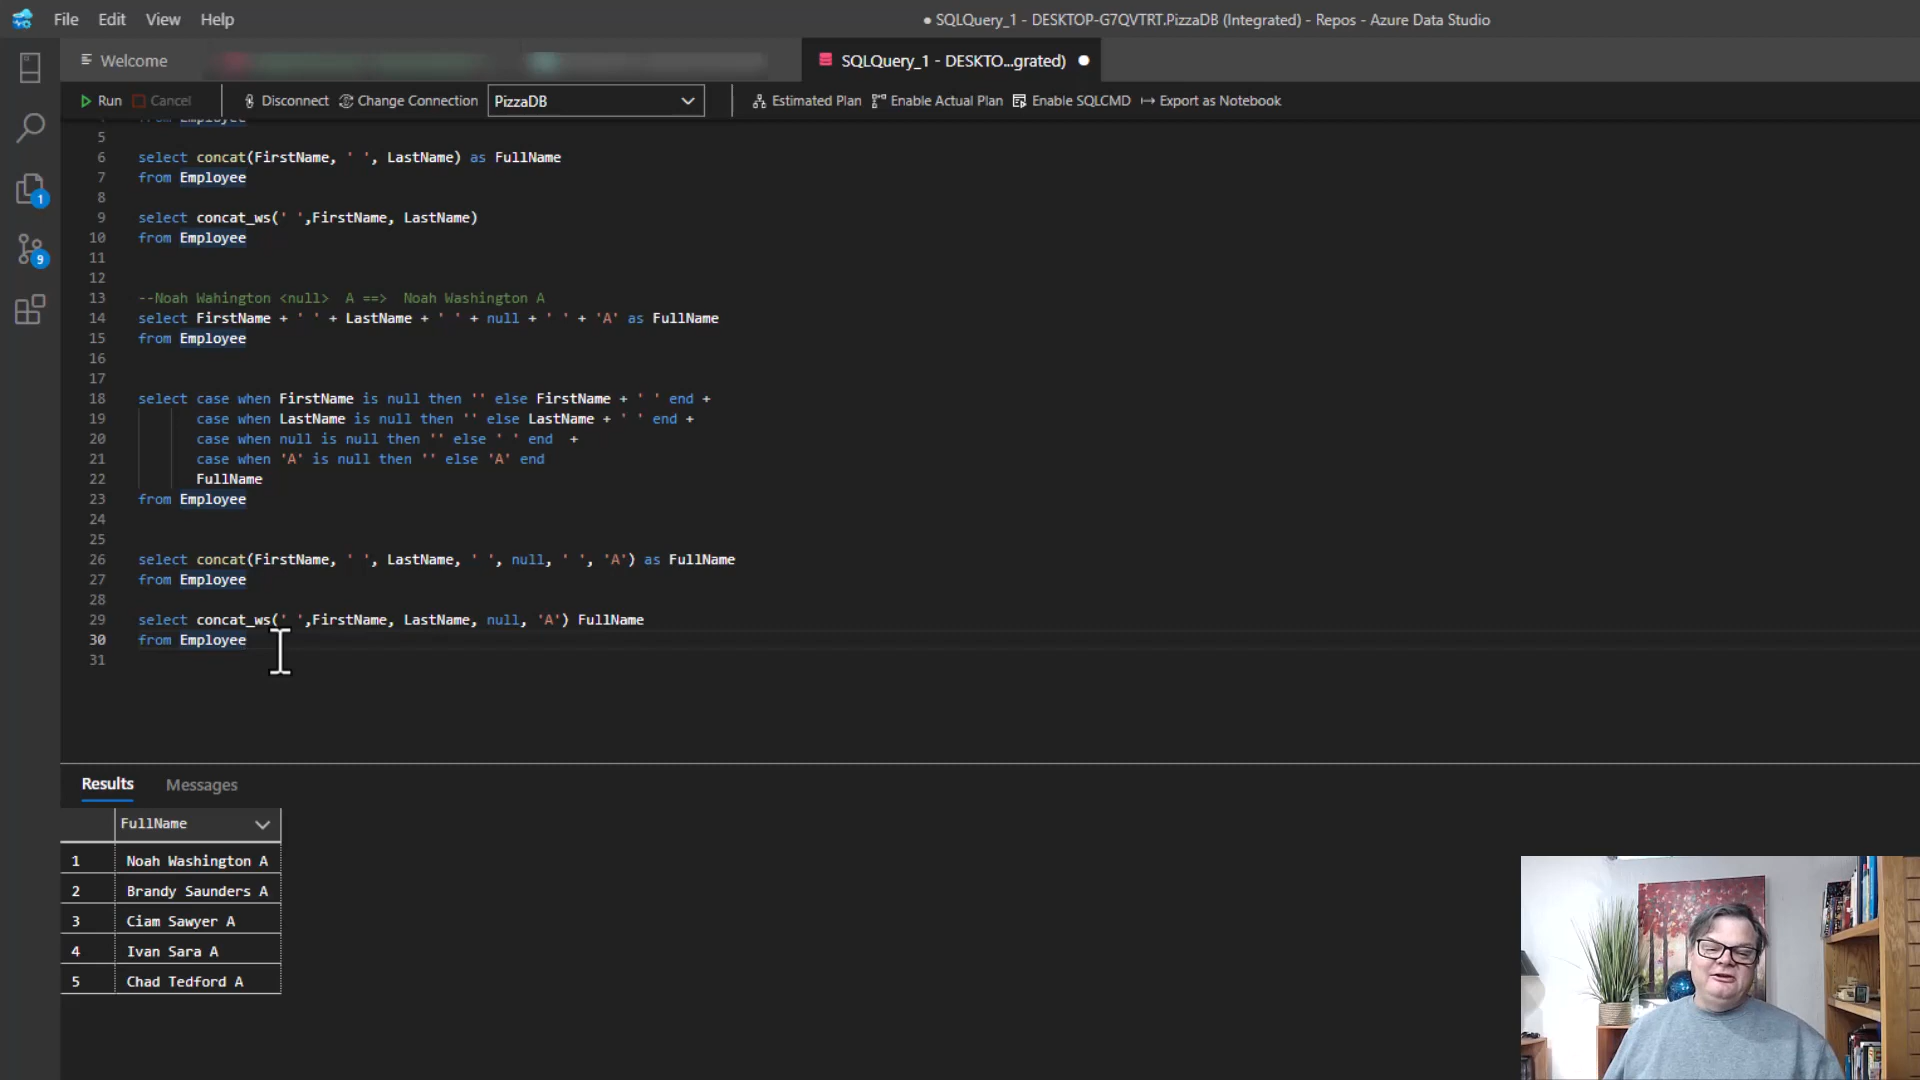 File Edit View Help
● SQLQuery_1 - DESKTOP-G7QVTRT.PizzaDB (Integrated) - Repos - Azure Data Studio
Welcome
SQLQuery_1 - DESKTO...grated) ●
Run Cancel Disconnect Change Connection PizzaDB Estimated Plan Enable Actual Plan Enable SQLCMD Export as Notebook
from Employee
5
6 select concat(FirstName, ' ', LastName) as FullName
7 from Employee
8
9 select concat_ws(' ',FirstName, LastName)
10 from Employee
11
12
13 --Noah Wahington <null>  A ==>  Noah Washington A
14 select FirstName + ' ' + LastName + ' ' + null + ' ' + 'A' as FullName
15 from Employee
16
17
18 select case when FirstName is null then '' else FirstName + ' ' end +
19 case when LastName is null then '' else LastName + ' ' end +
20 case when null is null then '' else ' ' end  +
21 case when 'A' is null then '' else 'A' end
22 FullName
23 from Employee
24
25
26 select concat(FirstName, ' ', LastName, ' ', null, ' ', 'A') as FullName
27 from Employee
28
29 select concat_ws(' ',FirstName, LastName, null, 'A') FullName
30 from Employee
31
1
9
Results Messages
FullName
1 Noah Washington A
2 Brandy Saunders A
3 Ciam Sawyer A
4 Ivan Sara A
5 Chad Tedford A